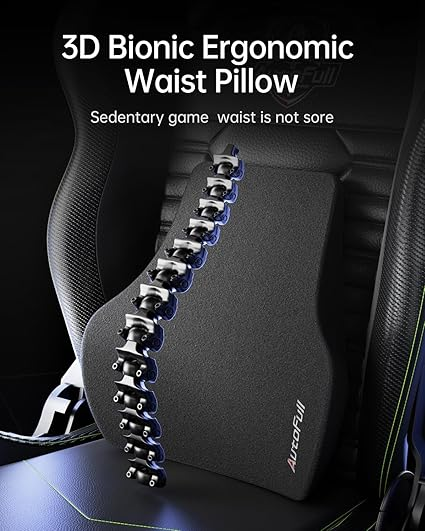 3D Bionic Ergonomic
Waist Pillow
Sedentary game waist is not sore
AutoFull